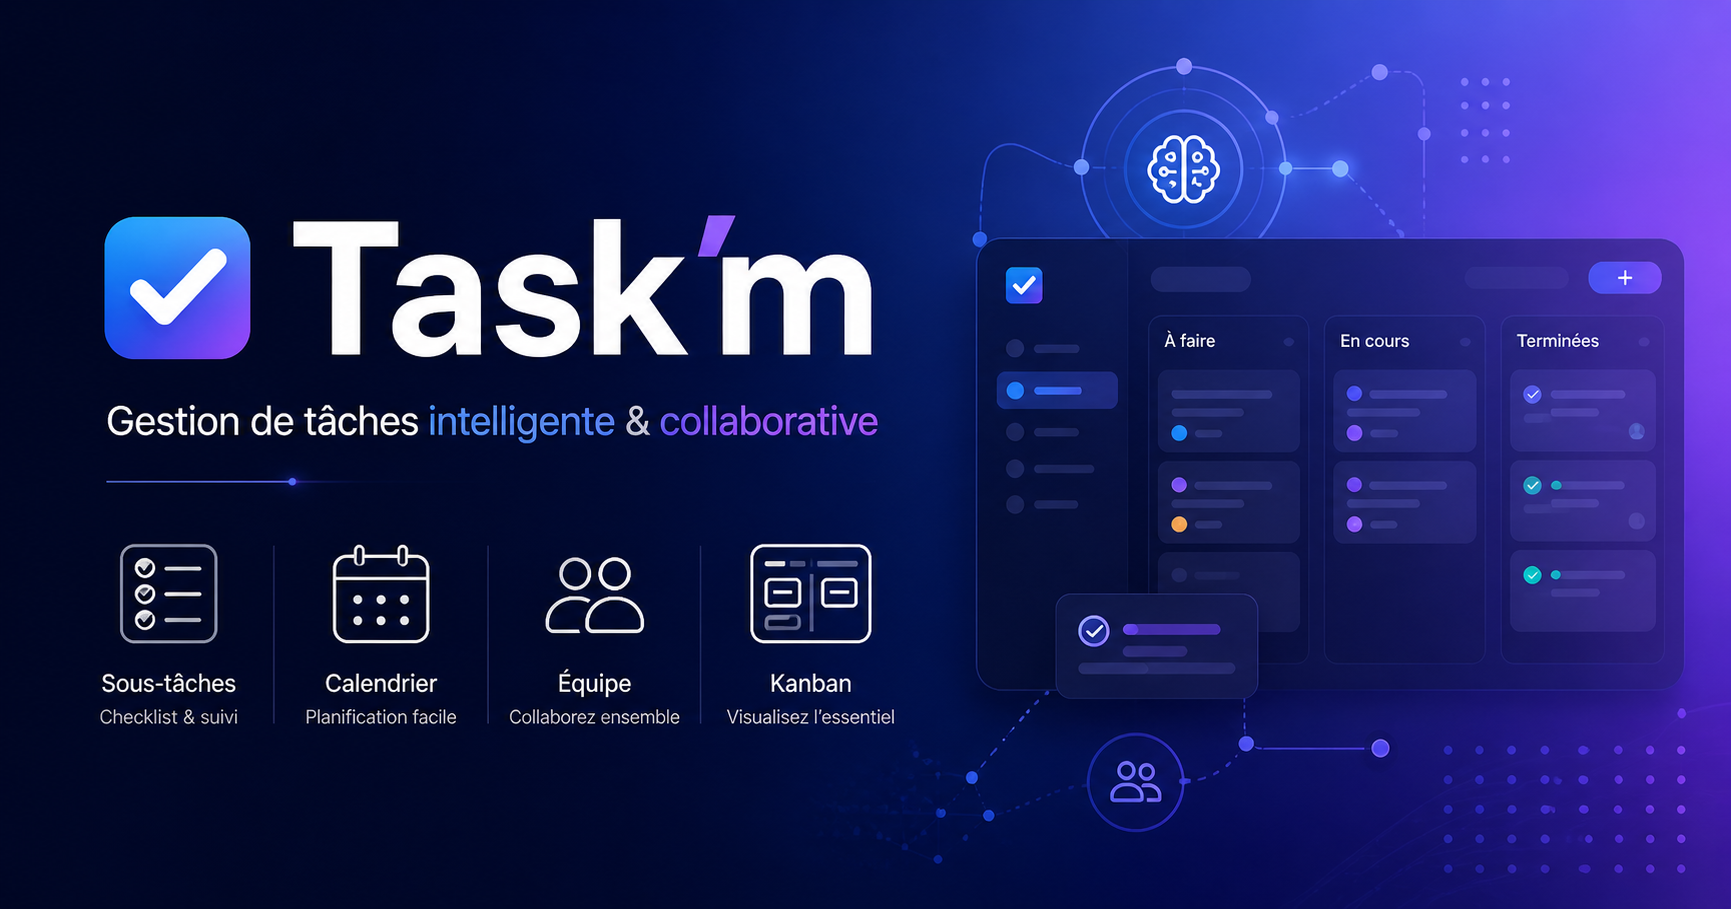 Task'm
Gestion de tâches intelligente & collaborative
Sous-tâches
Checklist & suivi
Calendrier
Planification facile
Équipe
Collaborez ensemble
Kanban
Visualisez l'essentiel
+
À faire
En cours
Terminées